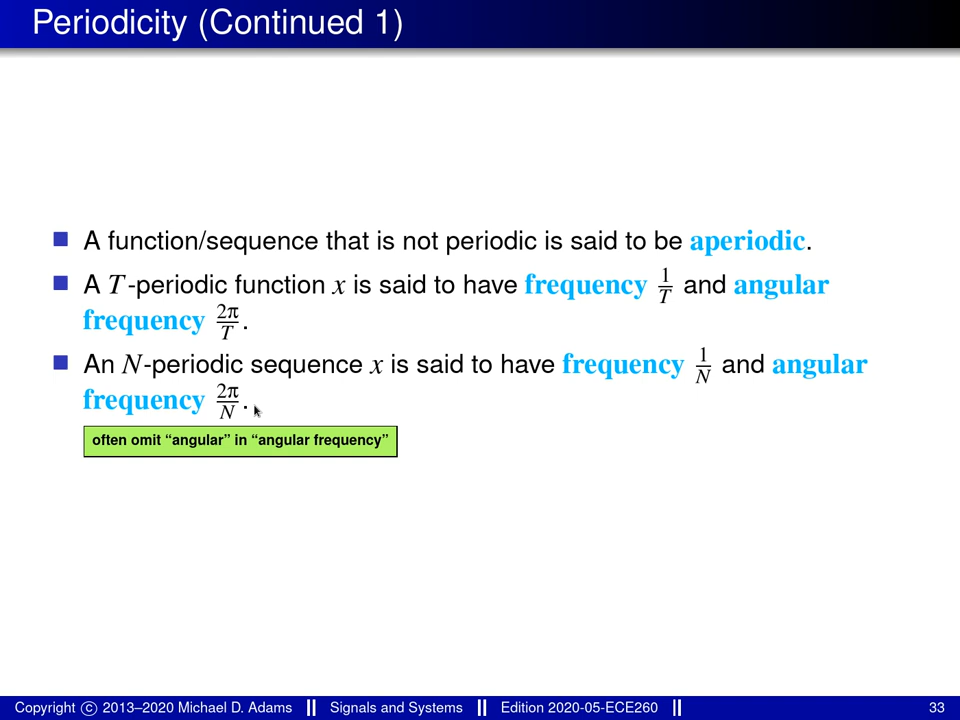 Periodicity (Continued 1)
A function/sequence that is not periodic is said to be aperiodic.
A T-periodic function x is said to have frequency 1/T and angular
frequency 2π/T.
An N-periodic sequence x is said to have frequency 1/N and angular
frequency 2π/N.
often omit “angular” in “angular frequency”
Copyright © 2013–2020 Michael D. Adams Signals and Systems Edition 2020-05-ECE260 33